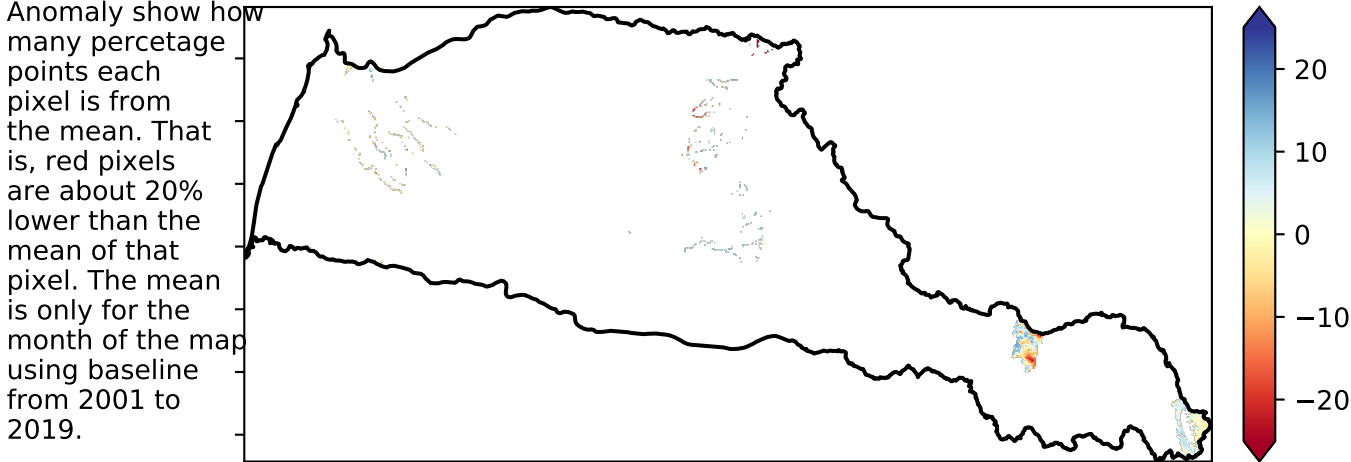 Anomaly show how
many percetage
points each
pixel is from
the mean. That
is, red pixels
are about 20%
lower than the
mean of that
pixel. The mean
is only for the
month of the map
using baseline
from 2001 to
2019.
20
10
0
−10
−20